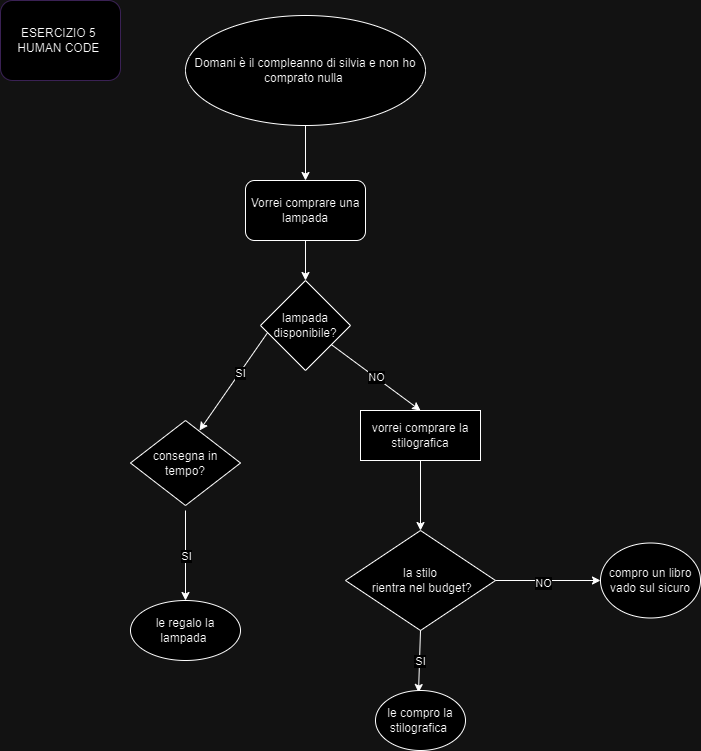 ESERCIZIO 5
HUMAN CODE
Domani è il compleanno di silvia e non ho
comprato nulla
Vorrei comprare una
lampada
lampada
disponibile?
SI
NO
vorrei comprare la
stilografica
consegna in
tempo?
SI
la stilo
rientra nel budget?
NO
compro un libro
vado sul sicuro
le regalo la
lampada
SI
le compro la
stilografica